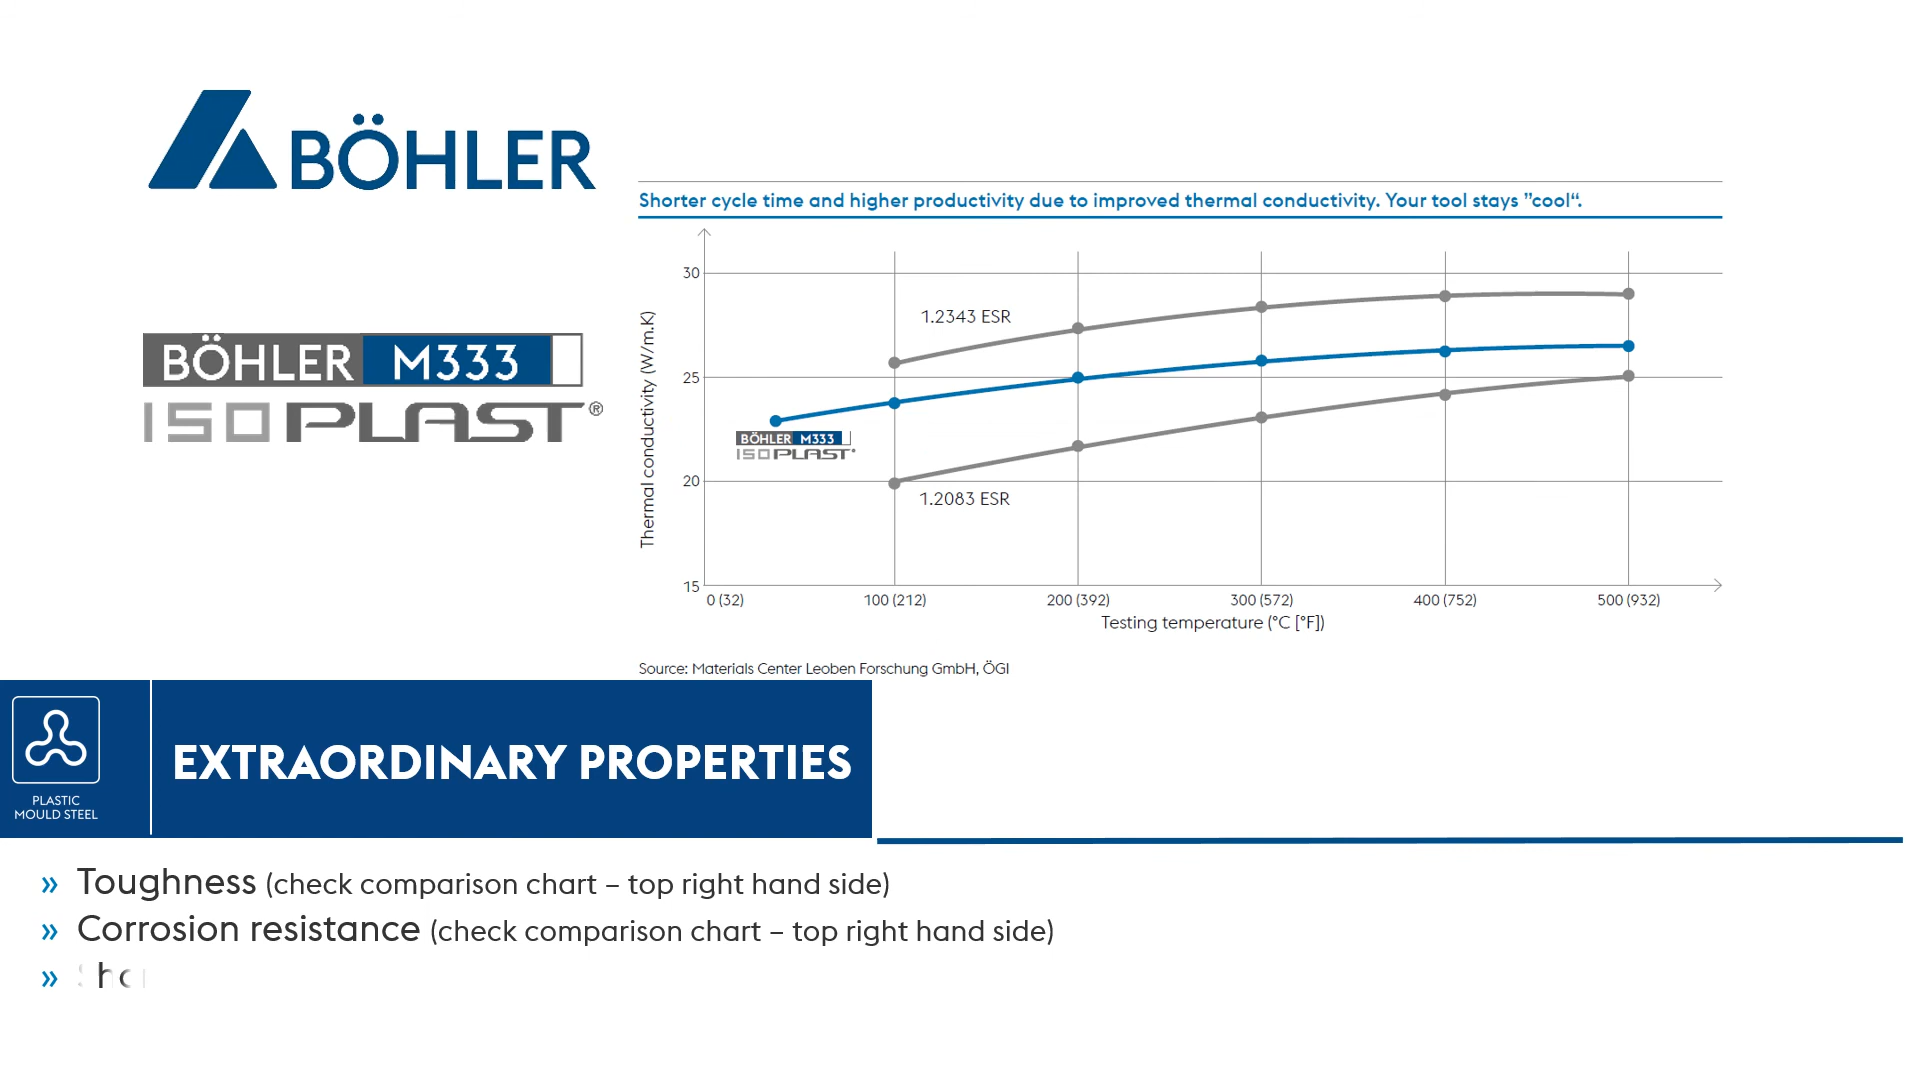 BÖHLER
Shorter cycle time and higher productivity due to improved thermal conductivity. Your tool stays ”cool“.
Thermal conductivity (W/m.K)
30
25
20
15
1.2343 ESR
BÖHLER M333
ISOPLAST®
1.2083 ESR
0 (32) 100 (212) 200 (392) 300 (572) 400 (752) 500 (932)
Testing temperature (°C [°F])
Source: Materials Center Leoben Forschung GmbH, ÖGI
BÖHLER M333
ISOPLAST®
PLASTIC
MOULD STEEL
EXTRAORDINARY PROPERTIES
» Toughness (check comparison chart – top right hand side)
» Corrosion resistance (check comparison chart – top right hand side)
»